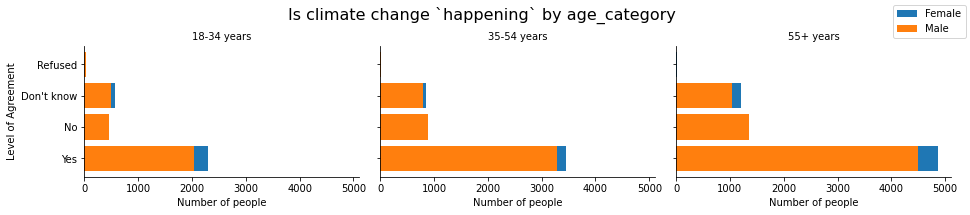 Is climate change `happening` by age_category
Female
Male
18-34 years
35-54 years
55+ years
Level of Agreement
Refused
Don't know
No
Yes
0 1000 2000 3000 4000 5000
0 1000 2000 3000 4000 5000
0 1000 2000 3000 4000 5000
Number of people
Number of people
Number of people